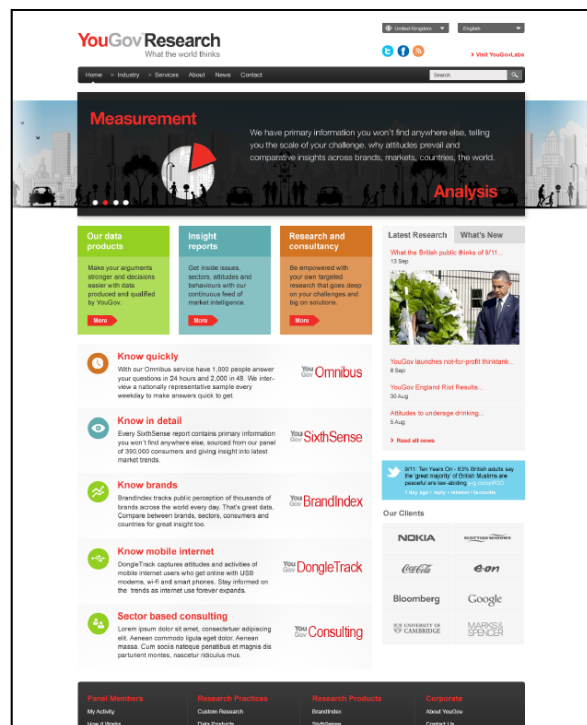 United Kingdom
English
YouGov Research
What the world thinks
Visit YouGovLabs
Home
Industry
Services
About
News
Contact
Search
Measurement
We have primary information you won't find anywhere else, telling
you the scale of your challenge. why attitudes prevail and
comparative insights across brands, markets, countries, the world.
Analysis
Our data
products
Make your arguments
stronger and decisions
easier with data
produced and qualified
by YouGov.
More
Insight
reports
Get inside issues,
sectors, attitudes and
behaviours with our
continuous feed of
market intelligence.
More
Research and
consultancy
Be empowered with
your own targeted
research that goes deep
on your challenges and
big on solutions.
More
Latest Research
What's New
What the British public thinks of 9/11...
13 Sep
YouGov launches not-for-profit thinktank...
8 Sep
YouGov England Riot Results...
30 Aug
Attitudes to underage drinking...
5 Aug
Read all news
Know quickly
With our Omnibus service have 1,000 people answer
your questions in 24 hours and 2,000 in 48. We inter-
view a nationally representative sample every
weekday to make answers quick to get.
You
Gov Omnibus
Know in detail
Every SixthSense report contains primary information
you won't find anywhere else, sourced from our panel
of 390,000 consumers and giving insight into latest
market trends.
You
Gov SixthSense
Know brands
BrandIndex tracks public perception of thousands of
brands across the world every day. That's great data.
Compare between brands, sectors, consumers and
countries for great insight too.
You
Gov BrandIndex
Know mobile internet
DongleTrack captures attitudes and activities of
mobile internet users who get online with USB
modems, wi-fi and smart phones. Stay informed on
the trends as internet use forever expands.
You
Gov DongleTrack
Sector based consulting
Lorem ipsum dolor sit amet, consectetuer adipiscing
elit. Aenean commodo ligula eget dolor. Aenean
massa. Cum sociis natoque penatibus et magnis dis
parturient montes, nascetur ridiculus mus.
You
Gov Consulting
9/11: Ten Years On - 63% British adults say
the 'great majority' of British Muslims are
peaceful are law-abiding
1 day ago • reply • retweet • favourite
Our Clients
NOKIA
Coca-Cola
e·on
Bloomberg
Google
UNIVERSITY OF
CAMBRIDGE
MARKS&
SPENCER
Panel Members
My Activity
How it Works
Research Practices
Custom Research
Data Products
Research Products
BrandIndex
SixthSense
Corporate
About YouGov
Contact Us